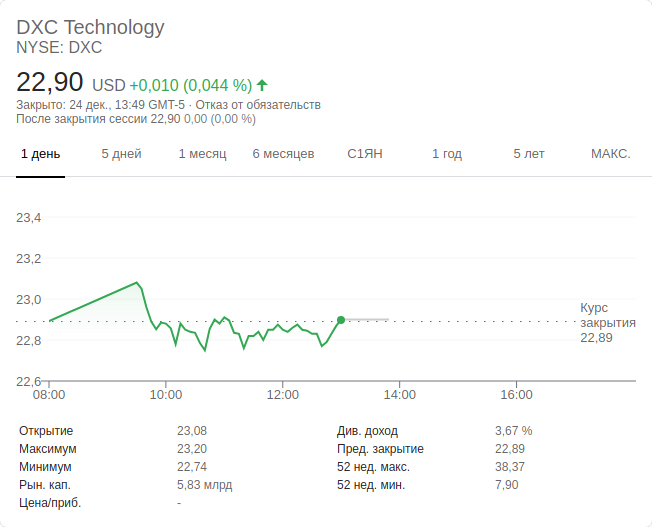 DXC Technology
NYSE: DXC
22,90 USD +0,010 (0,044 %)
Закрыто: 24 дек., 13:49 GMT-5 · Отказ от обязательств
После закрытия сессии 22,90 0,00 (0,00 %)
1 день 5 дней 1 месяц 6 месяцев С1ЯН 1 год 5 лет МАКС.
23,4
23,2
23,0
22,8
22,6
Курс
закрытия
22,89
08:00 10:00 12:00 14:00 16:00
Открытие 23,08 Див. доход 3,67 %
Максимум 23,20 Пред. закрытие 22,89
Минимум 22,74 52 нед. макс. 38,37
Рын. кап. 5,83 млрд 52 нед. мин. 7,90
Цена/приб. -